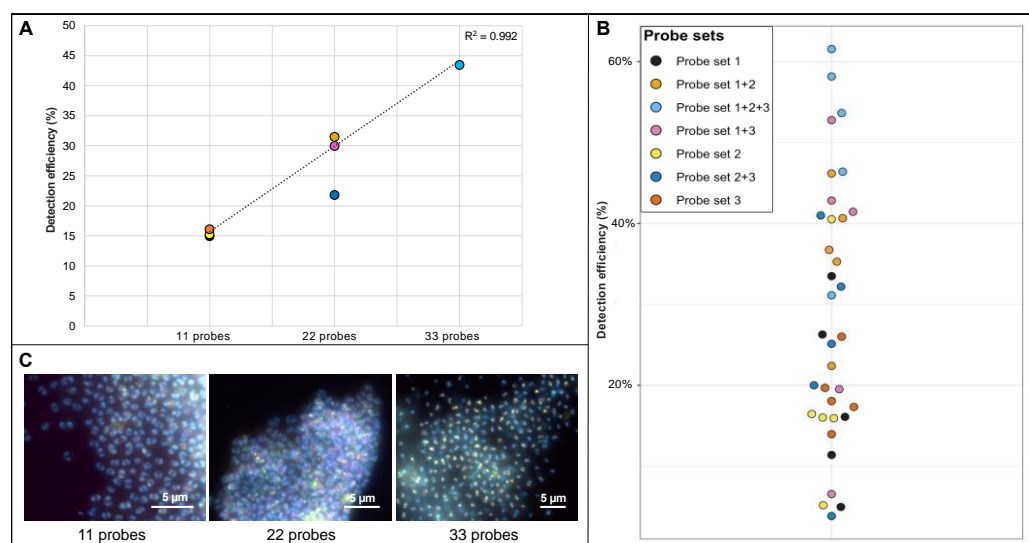 A
50
45
40
35
30
25
20
15
10
5
0
Detection efficiency (%)
R² = 0.992
11 probes
22 probes
33 probes
B
Probe sets
Probe set 1
Probe set 1+2
Probe set 1+2+3
Probe set 1+3
Probe set 2
Probe set 2+3
Probe set 3
60%
40%
20%
Detection efficiency (%)
C
5 µm
5 µm
5 µm
11 probes
22 probes
33 probes